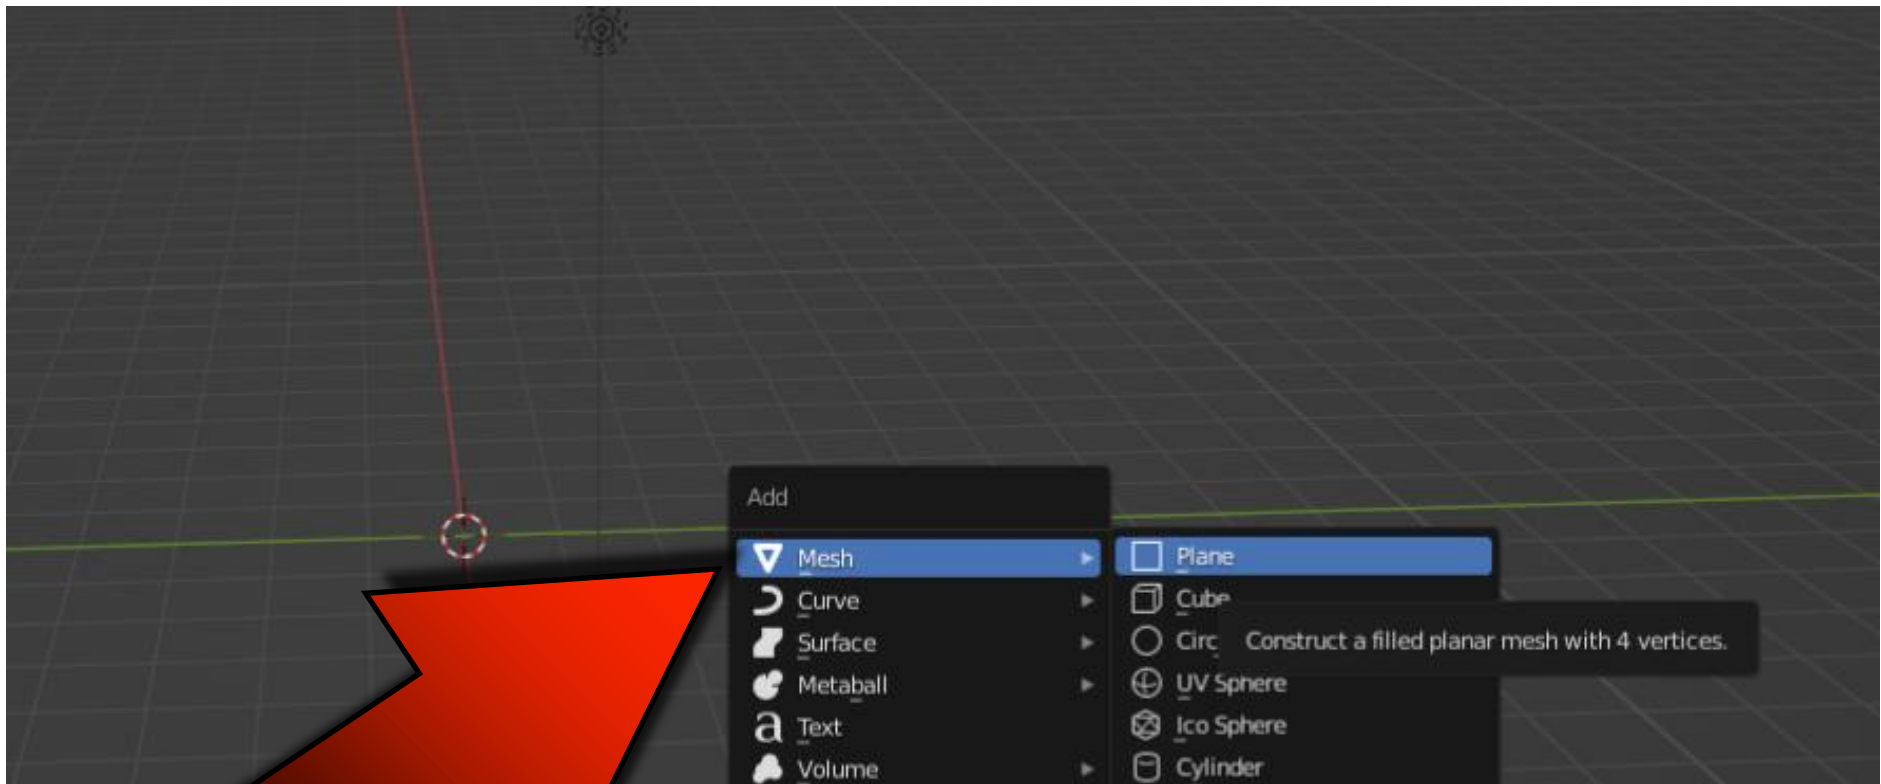 Add
Mesh
Curve
Surface
Metaball
Text
Volume
Plane
Cube
Circ
Construct a filled planar mesh with 4 vertices.
UV Sphere
Ico Sphere
Cylinder